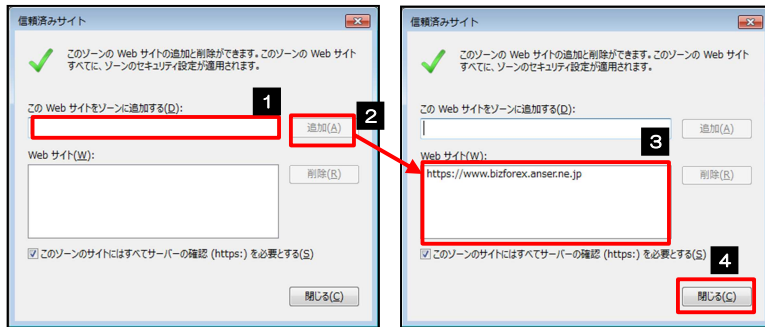 信頼済みサイト
このゾーンの Web サイトの追加と削除ができます。このゾーンの Web サイト
すべてに、ゾーンのセキュリティ設定が適用されます。
この Web サイトをゾーンに追加する(D):
1
追加(A)
2
Web サイト(W):
削除(R)
このゾーンのサイトにはすべてサーバーの確認 (https:) を必要とする(S)
閉じる(C)
信頼済みサイト
このゾーンの Web サイトの追加と削除ができます。このゾーンの Web サイト
すべてに、ゾーンのセキュリティ設定が適用されます。
この Web サイトをゾーンに追加する(D):
追加(A)
3
Web サイト(W):
https://www.bizforex.anser.ne.jp
削除(R)
このゾーンのサイトにはすべてサーバーの確認 (https:) を必要とする(S)
4
閉じる(C)